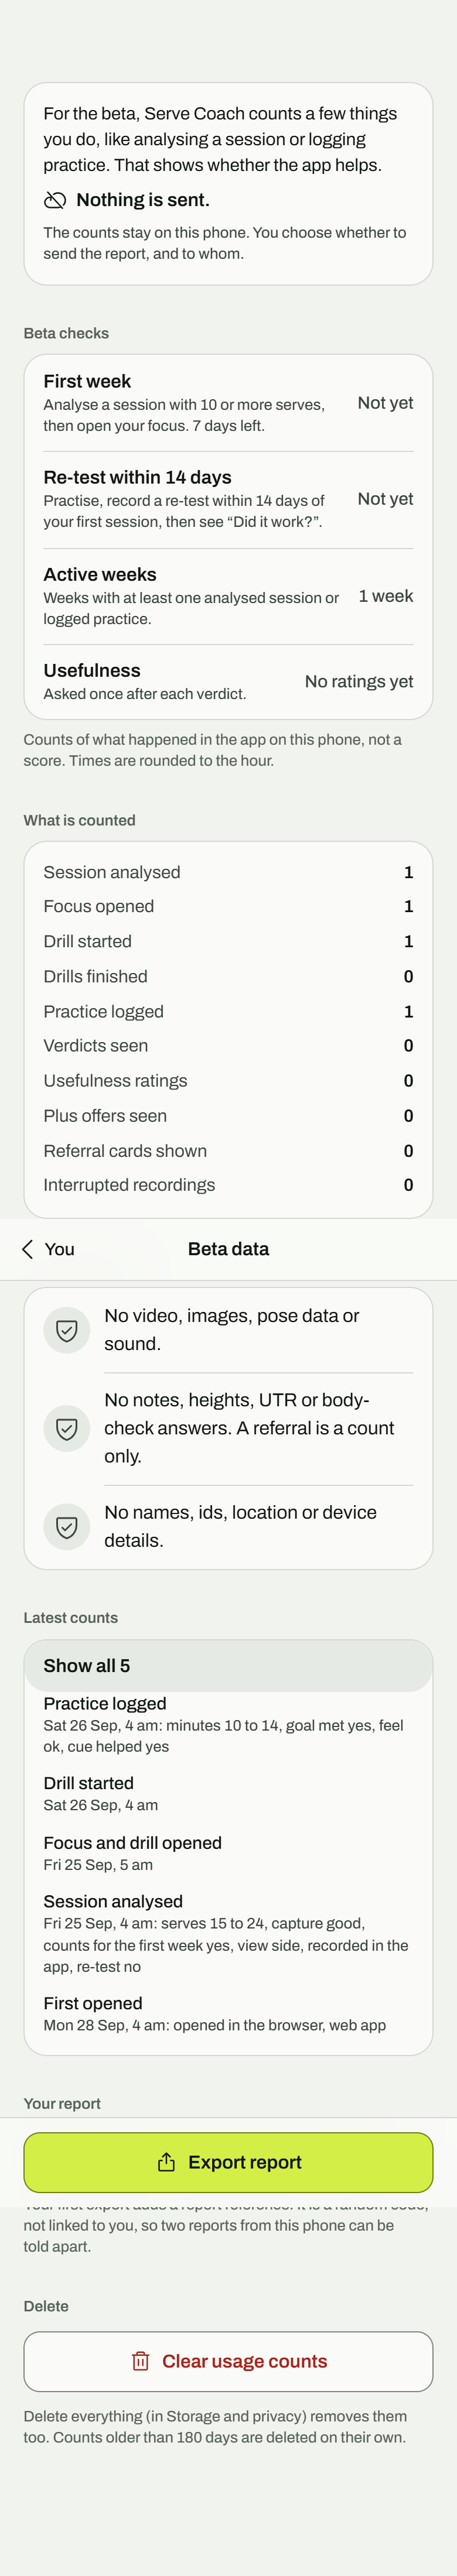 For the beta, Serve Coach counts a few things
you do, like analysing a session or logging
practice. That shows whether the app helps.
Nothing is sent.
The counts stay on this phone. You choose whether to
send the report, and to whom.
Beta checks
First week
Analyse a session with 10 or more serves,
then open your focus. 7 days left.
Not yet
Re-test within 14 days
Practise, record a re-test within 14 days of
your first session, then see “Did it work?”.
Not yet
Active weeks
Weeks with at least one analysed session or
logged practice.
1 week
Usefulness
Asked once after each verdict.
No ratings yet
Counts of what happened in the app on this phone, not a
score. Times are rounded to the hour.
What is counted
Session analysed 1
Focus opened 1
Drill started 1
Drills finished 0
Practice logged 1
Verdicts seen 0
Usefulness ratings 0
Plus offers seen 0
Referral cards shown 0
Interrupted recordings 0
You Beta data
No video, images, pose data or
sound.
No notes, heights, UTR or body-
check answers. A referral is a count
only.
No names, ids, location or device
details.
Latest counts
Show all 5
Practice logged
Sat 26 Sep, 4 am: minutes 10 to 14, goal met yes, feel
ok, cue helped yes
Drill started
Sat 26 Sep, 4 am
Focus and drill opened
Fri 25 Sep, 5 am
Session analysed
Fri 25 Sep, 4 am: serves 15 to 24, capture good,
counts for the first week yes, view side, recorded in the
app, re-test no
First opened
Mon 28 Sep, 4 am: opened in the browser, web app
Your report
Export report
Your first export adds a report reference. It is a random code,
not linked to you, so two reports from this phone can be
told apart.
Delete
Clear usage counts
Delete everything (in Storage and privacy) removes them
too. Counts older than 180 days are deleted on their own.